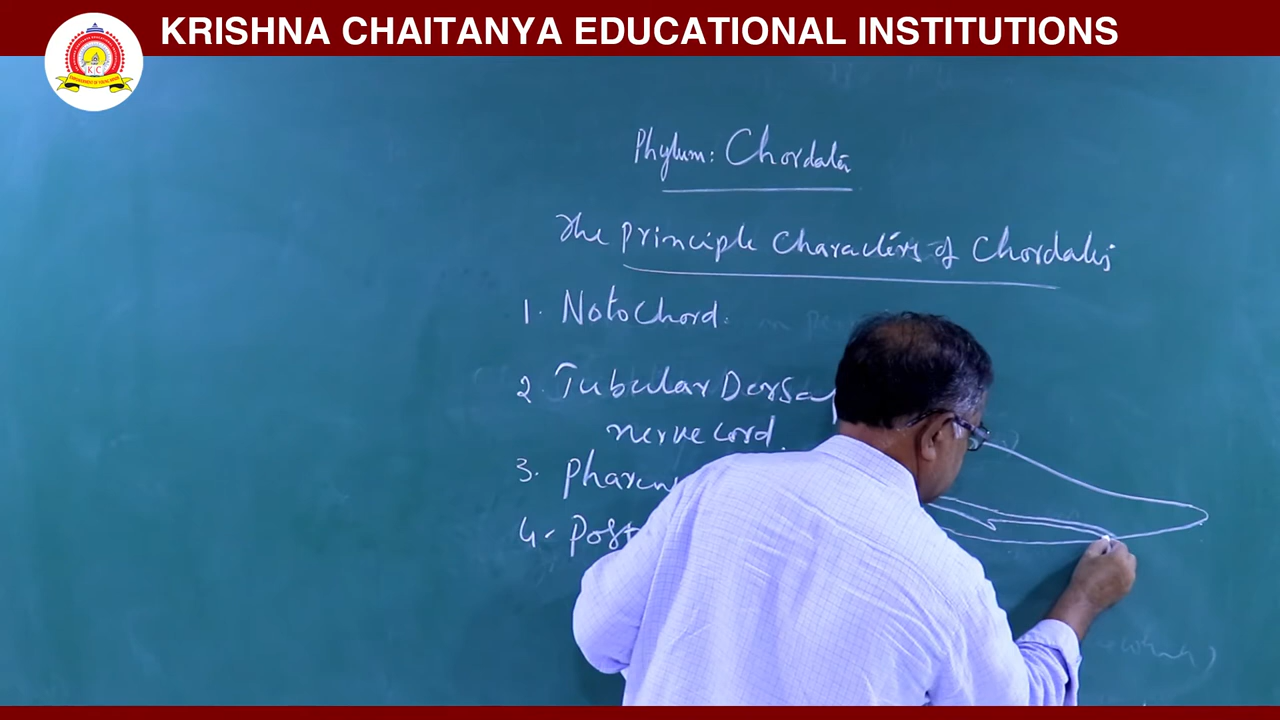 KRISHNA CHAITANYA EDUCATIONAL INSTITUTIONS
K C
Phylum: Chordata
The principle Characters of Chordates
1. NotoChord.
2. Tubular Dorsal
nerve Cord.
3. Pharyn
4. Post